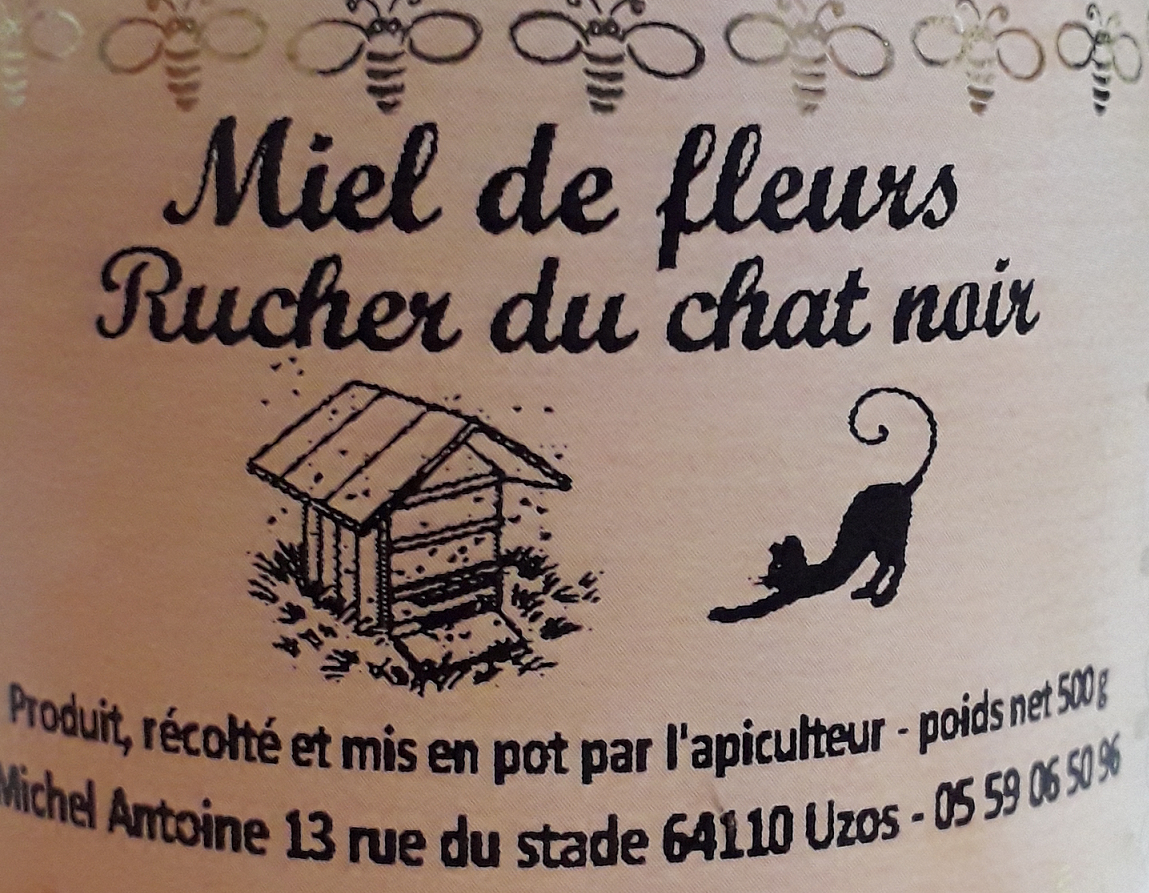 Miel de fleurs
Rucher du chat noir
Produit, récolté et mis en pot par l'apiculteur - poids net 500 g
Michel Antoine 13 rue du stade 64110 Uzos - 05 59 06 50 96